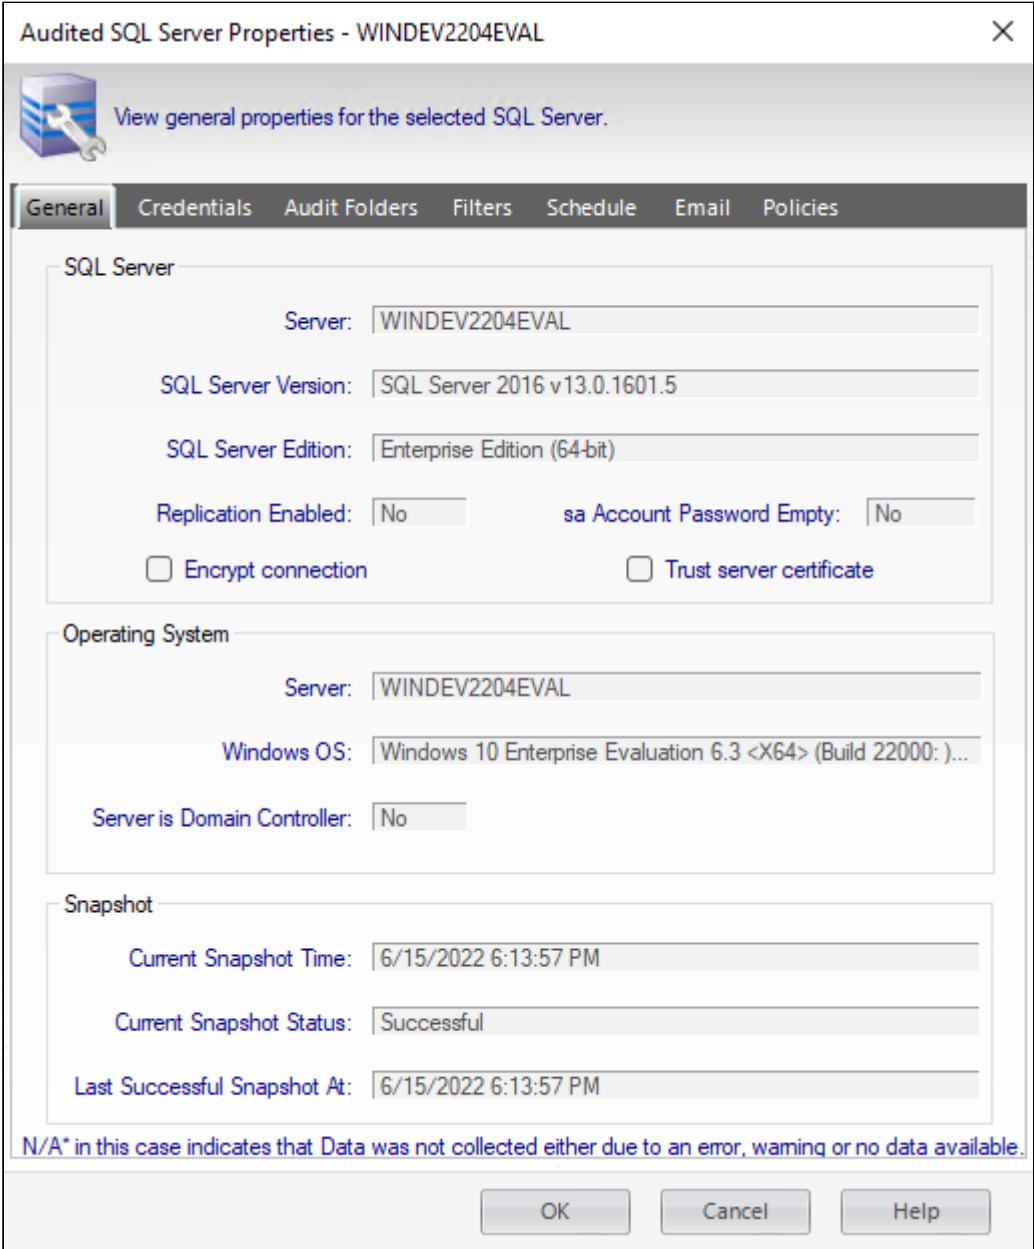 Audited SQL Server Properties - WINDEV2204EVAL
View general properties for the selected SQL Server.
General Credentials Audit Folders Filters Schedule Email Policies
SQL Server
Server: WINDEV2204EVAL
SQL Server Version: SQL Server 2016 v13.0.1601.5
SQL Server Edition: Enterprise Edition (64-bit)
Replication Enabled: No sa Account Password Empty: No
Encrypt connection Trust server certificate
Operating System
Server: WINDEV2204EVAL
Windows OS: Windows 10 Enterprise Evaluation 6.3 <X64> (Build 22000: )...
Server is Domain Controller: No
Snapshot
Current Snapshot Time: 6/15/2022 6:13:57 PM
Current Snapshot Status: Successful
Last Successful Snapshot At: 6/15/2022 6:13:57 PM
N/A* in this case indicates that Data was not collected either due to an error, warning or no data available.
OK Cancel Help